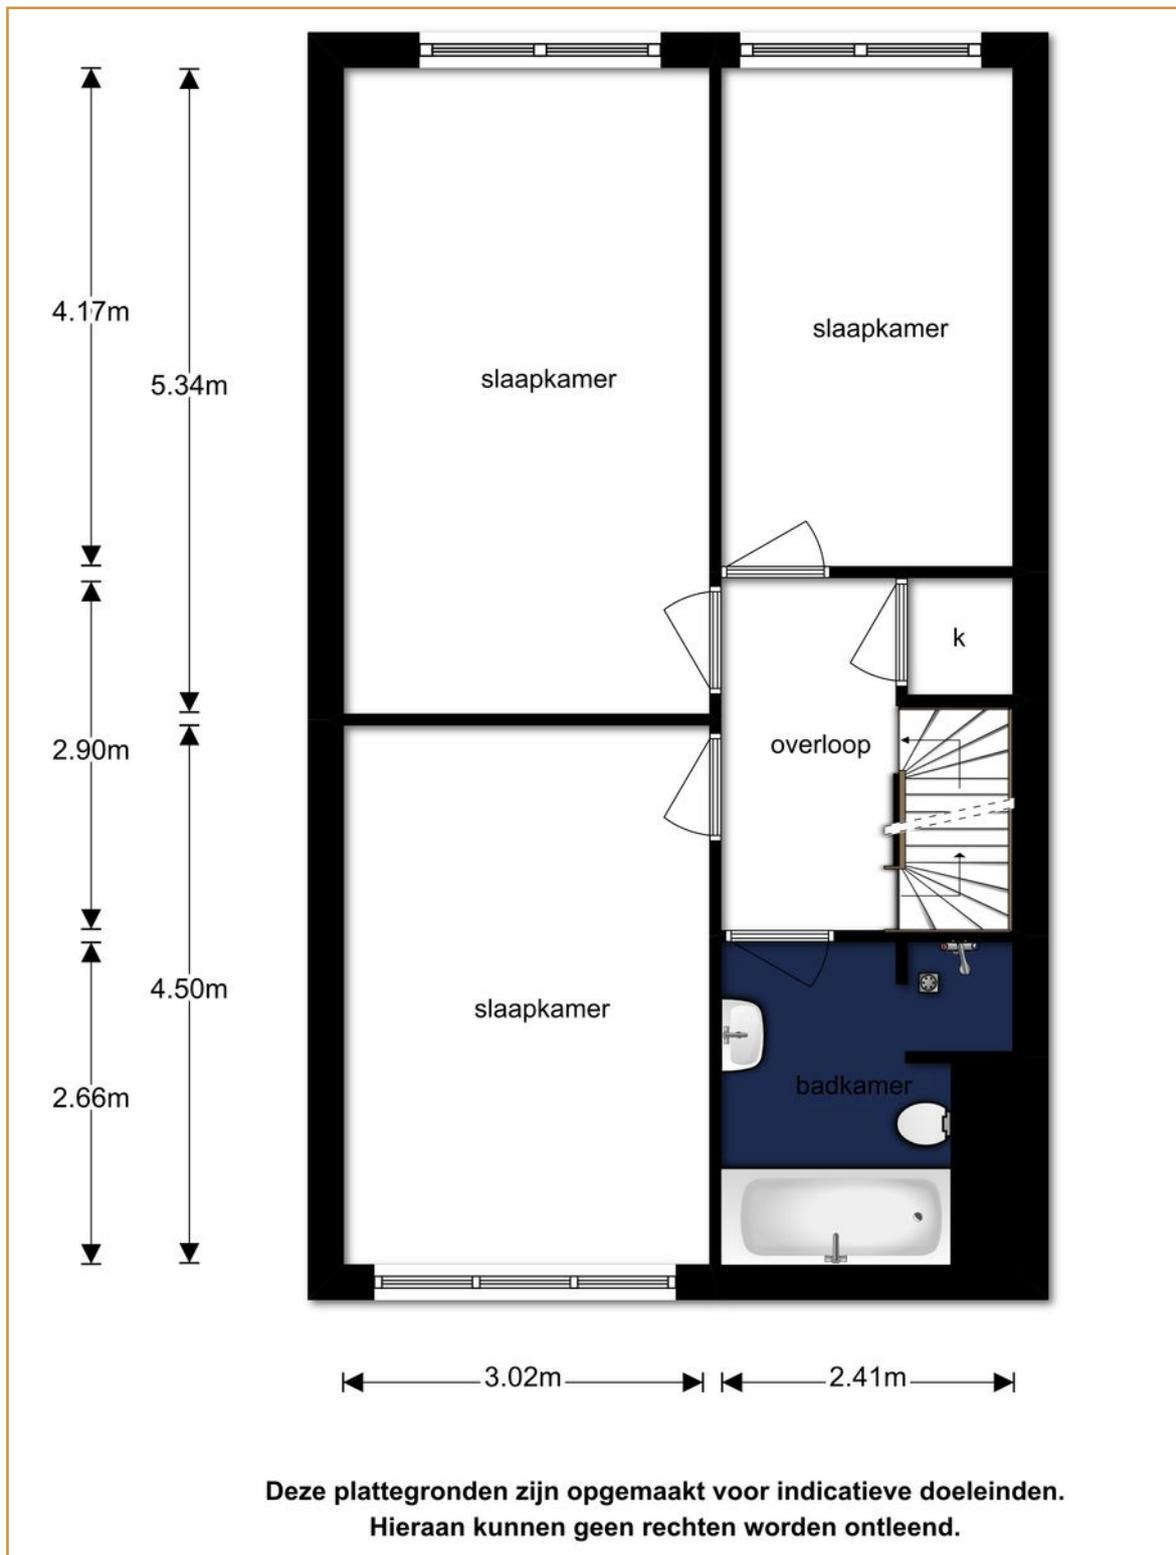 4.17m
5.34m
slaapkamer
slaapkamer
k
2.90m
overloop
4.50m
slaapkamer
badkamer
2.66m
3.02m
2.41m
Deze plattegronden zijn opgemaakt voor indicatieve doeleinden.
Hieraan kunnen geen rechten worden ontleend.